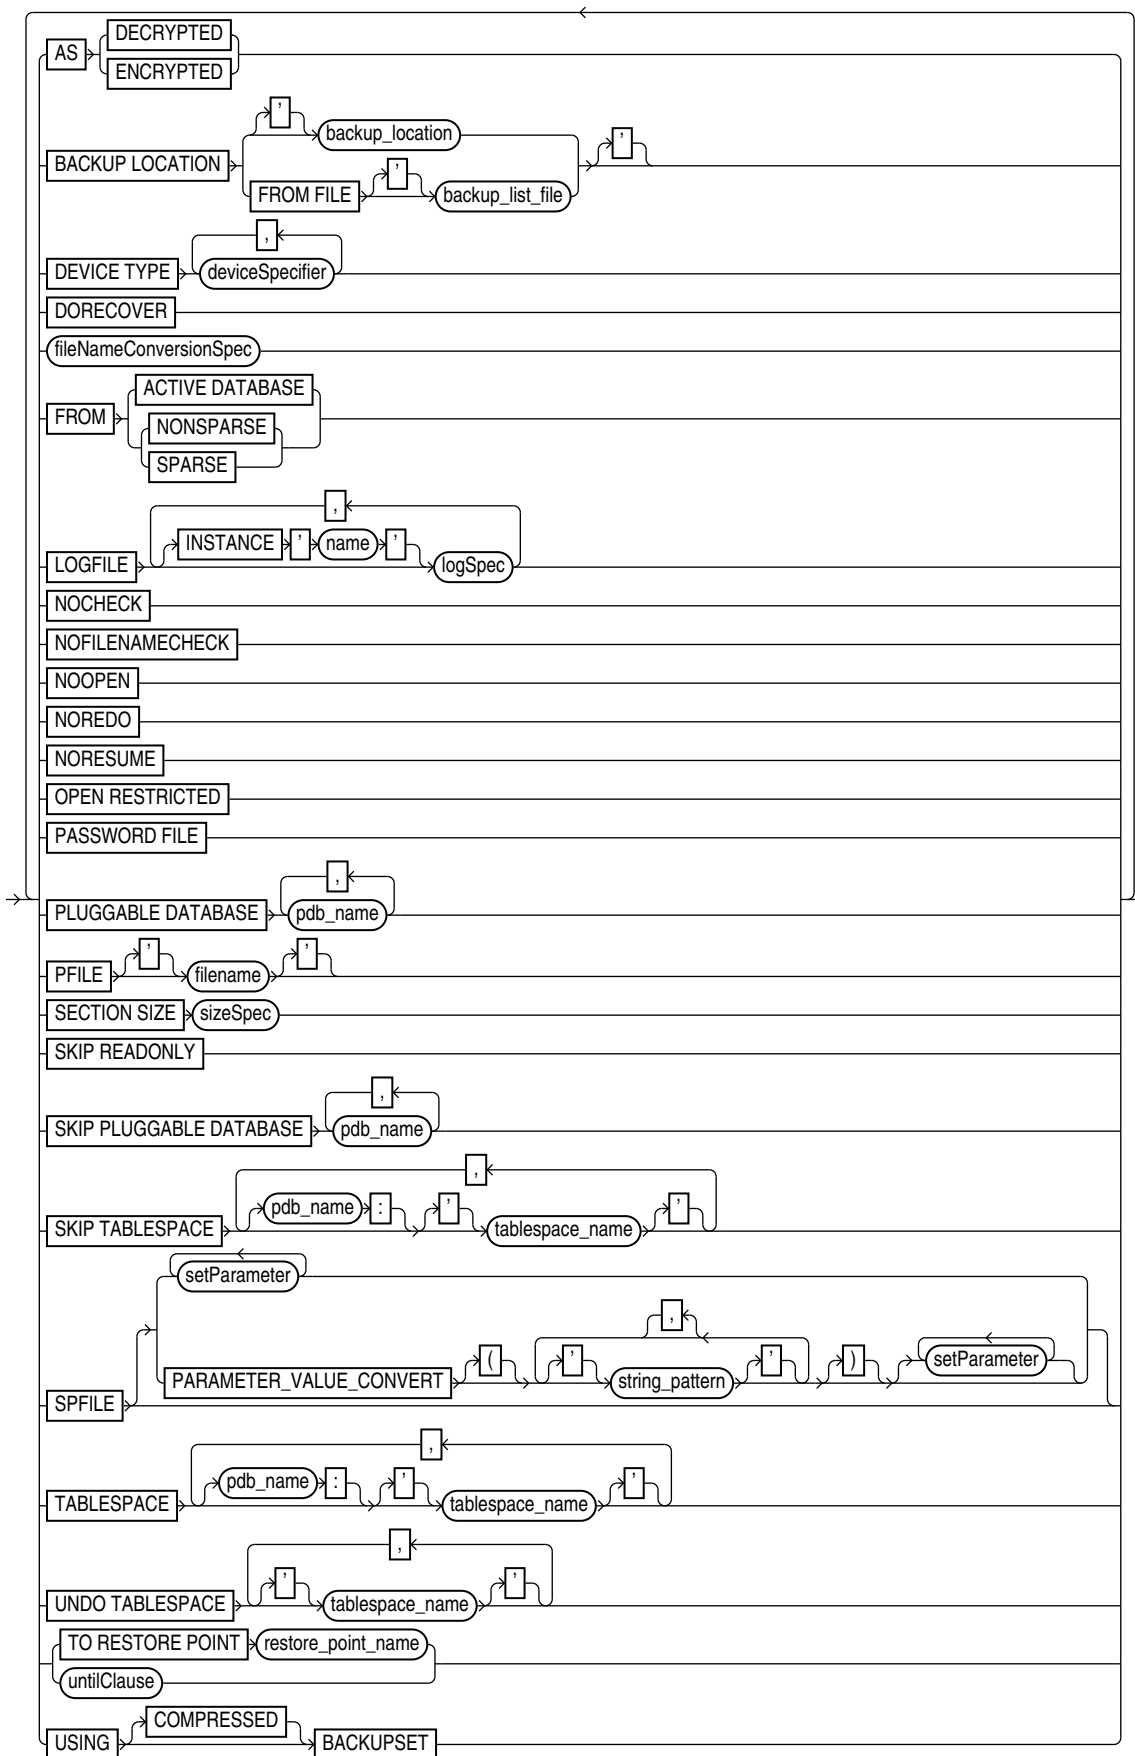 DECRYPTED
AS
ENCRYPTED
'
backup_location '
BACKUP LOCATION
'
FROM FILE backup_list_file
,
DEVICE TYPE deviceSpecifier
DORECOVER
fileNameConversionSpec
ACTIVE DATABASE
FROM NONSPARSE
SPARSE
,
INSTANCE ' name '
LOGFILE logSpec
NOCHECK
NOFILENAMECHECK
NOOPEN
NOREDO
NORESUME
OPEN RESTRICTED
PASSWORD FILE
,
PLUGGABLE DATABASE pdb_name
' '
PFILE filename
SECTION SIZE sizeSpec
SKIP READONLY
,
SKIP PLUGGABLE DATABASE pdb_name
,
pdb_name : ' '
SKIP TABLESPACE tablespace_name
setParameter
,
( ' ' ) setParameter
PARAMETER_VALUE_CONVERT string_pattern
SPFILE
,
pdb_name : ' '
TABLESPACE tablespace_name
,
' '
UNDO TABLESPACE tablespace_name
TO RESTORE POINT restore_point_name
untilClause
COMPRESSED
USING BACKUPSET